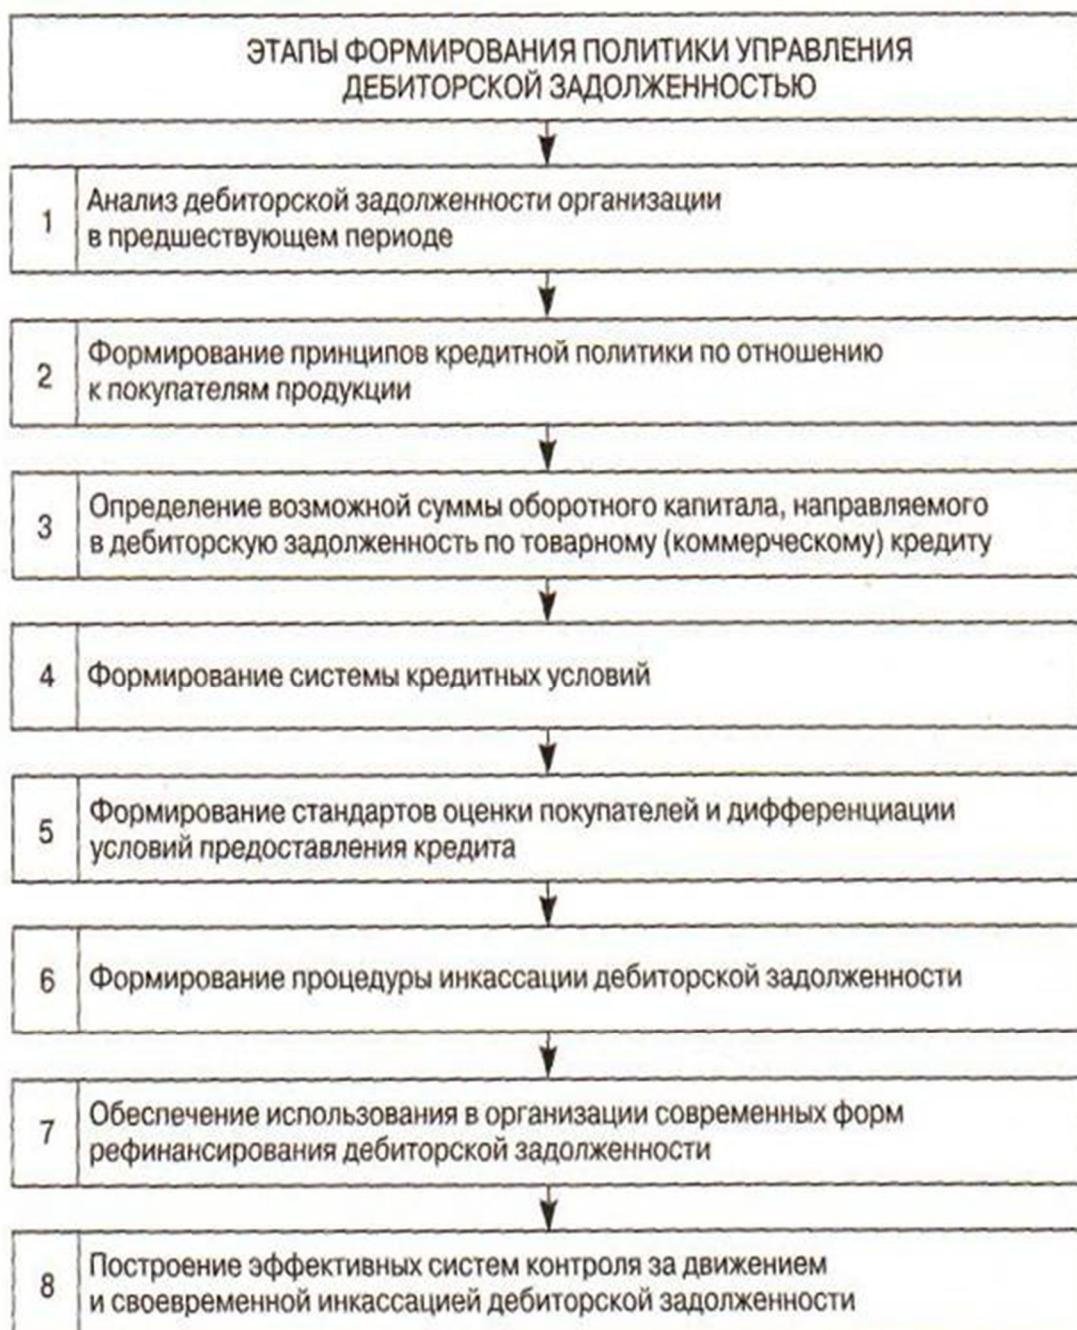 ЭТАПЫ ФОРМИРОВАНИЯ ПОЛИТИКИ УПРАВЛЕНИЯ
ДЕБИТОРСКОЙ ЗАДОЛЖЕННОСТЬЮ
1
Анализ дебиторской задолженности организации
в предшествующем периоде
2
Формирование принципов кредитной политики по отношению
к покупателям продукции
3
Определение возможной суммы оборотного капитала, направляемого
в дебиторскую задолженность по товарному (коммерческому) кредиту
4
Формирование системы кредитных условий
5
Формирование стандартов оценки покупателей и дифференциации
условий предоставления кредита
6
Формирование процедуры инкассации дебиторской задолженности
7
Обеспечение использования в организации современных форм
рефинансирования дебиторской задолженности
8
Построение эффективных систем контроля за движением
и своевременной инкассацией дебиторской задолженности